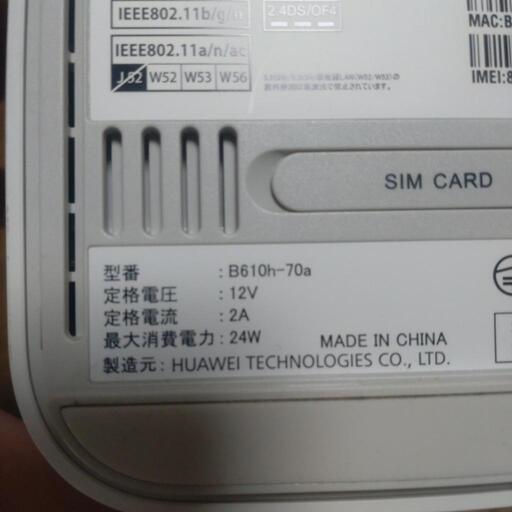 IEEE802.11b/g/n
2.4DS/OF4
IEEE802.11a/n/ac
J52 W52 W53 W56
MAC:B
IMEI:8
SIM CARD
型番 : B610h-70a
定格電圧 : 12V
定格電流 : 2A
最大消費電力 : 24W
MADE IN CHINA
製造元: HUAWEI TECHNOLOGIES CO., LTD.